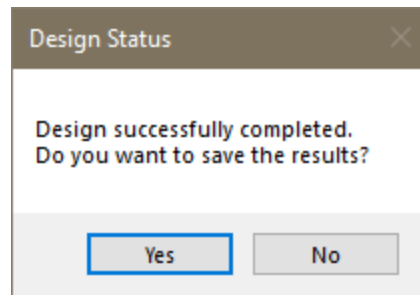 Design Status
Design successfully completed.
Do you want to save the results?
Yes
No